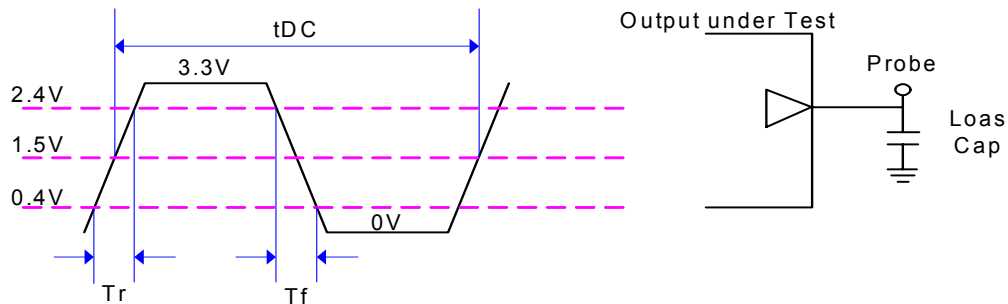 tDC
3.3V
2.4V
1.5V
0.4V
0V
Tr
Tf
Output under Test
Probe
Loas
Cap